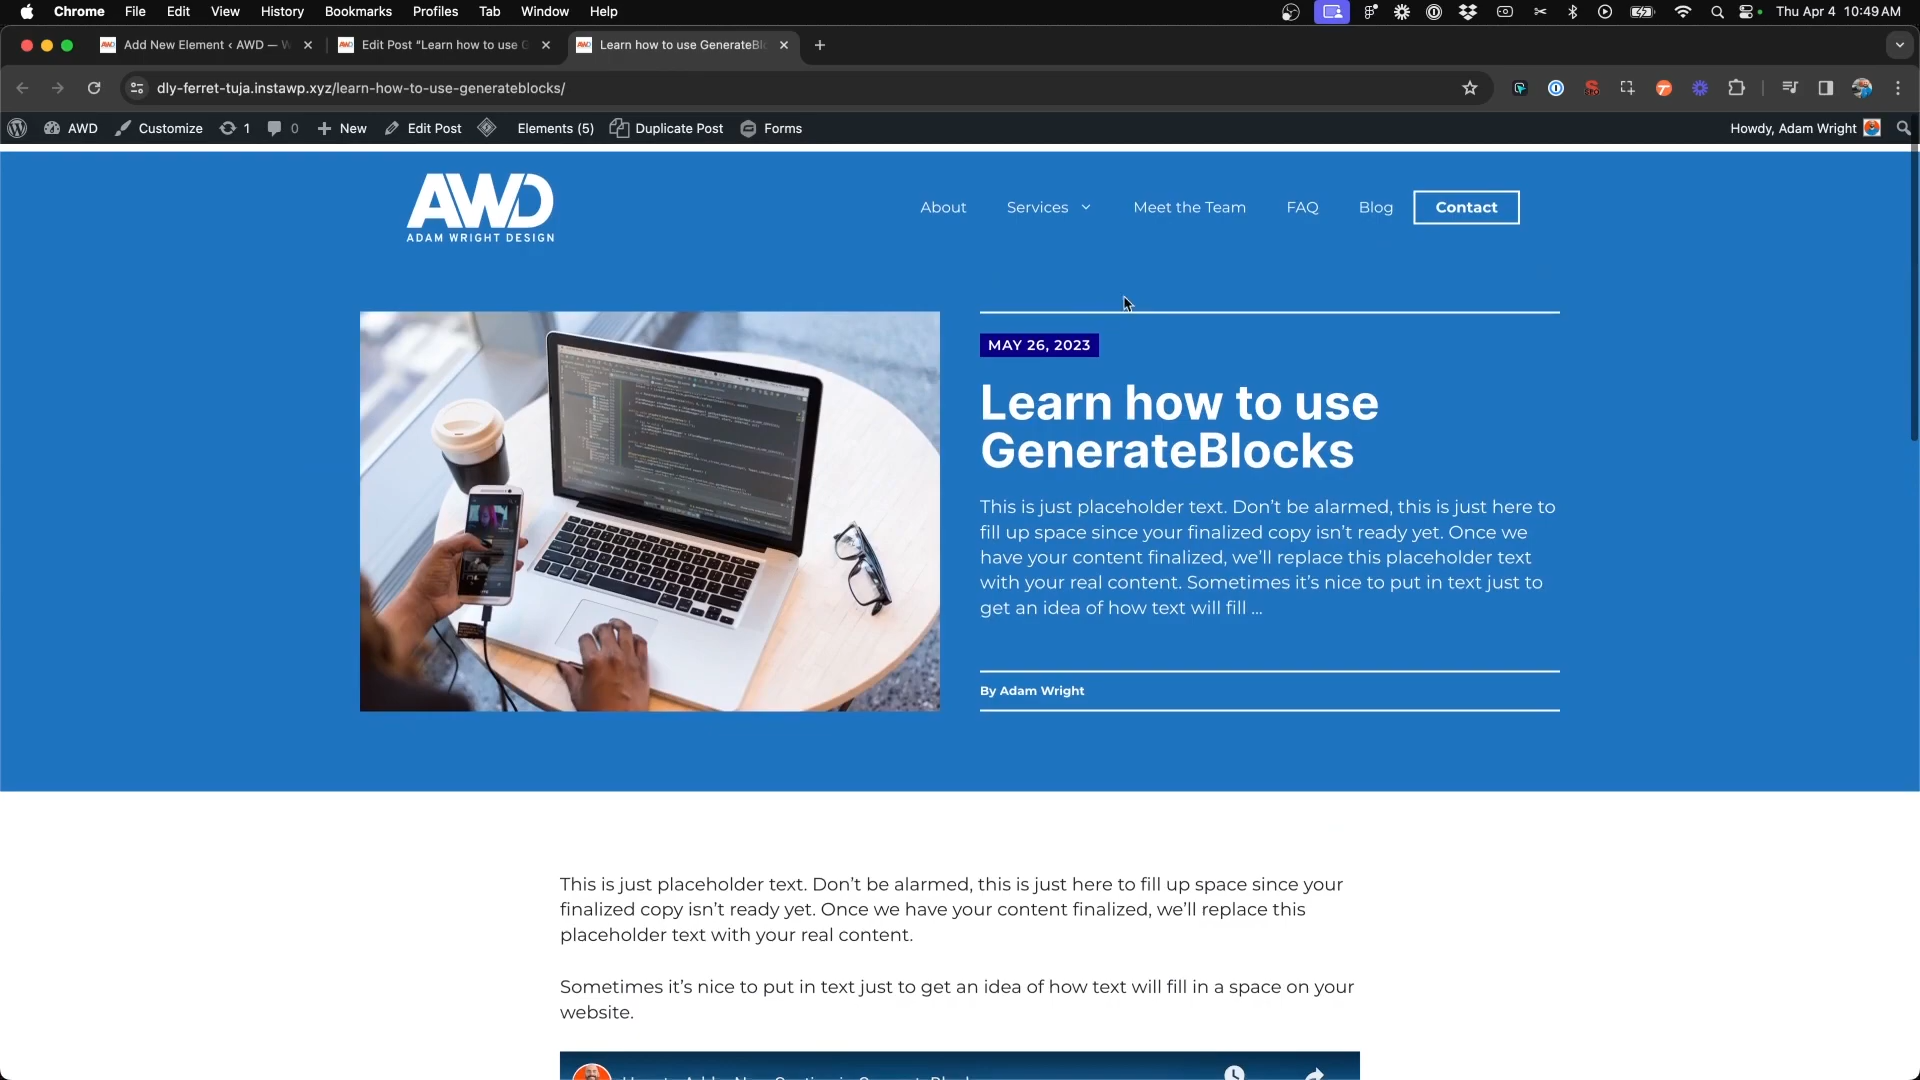 Chrome File Edit View History Bookmarks Profiles Tab Window Help Thu Apr 4 10:49 AM
Add New Element ‹ AWD — Edit Post “Learn how to use Learn how to use GenerateBl
dly-ferret-tuja.instawp.xyz/learn-how-to-use-generateblocks/
AWD Customize 1 0 New Edit Post Elements (5) Duplicate Post Forms Howdy, Adam Wright
AWD
ADAM WRIGHT DESIGN
About Services Meet the Team FAQ Blog Contact
MAY 26, 2023
Learn how to use
GenerateBlocks
This is just placeholder text. Don’t be alarmed, this is just here to
fill up space since your finalized copy isn’t ready yet. Once we
have your content finalized, we’ll replace this placeholder text
with your real content. Sometimes it’s nice to put in text just to
get an idea of how text will fill ...
By Adam Wright
This is just placeholder text. Don’t be alarmed, this is just here to fill up space since your
finalized copy isn’t ready yet. Once we have your content finalized, we’ll replace this
placeholder text with your real content.
Sometimes it’s nice to put in text just to get an idea of how text will fill in a space on your
website.